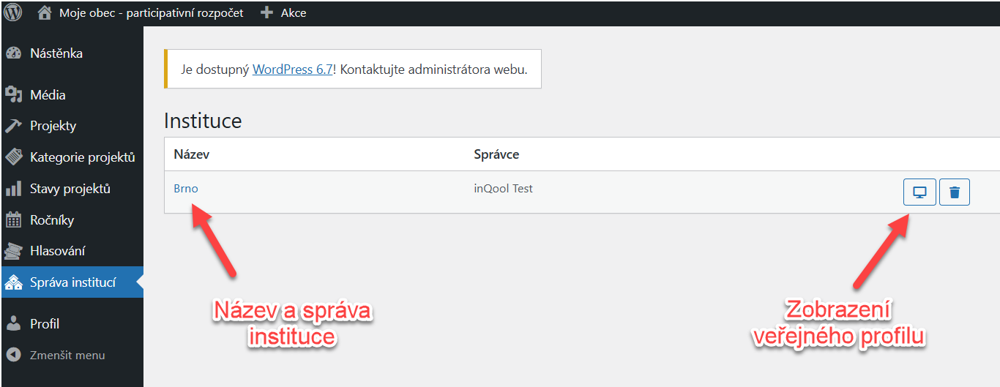 Moje obec - participativní rozpočet
Akce
Nástěnka
Média
Projekty
Kategorie projektů
Stavy projektů
Ročníky
Hlasování
Správa institucí
Profil
Zmenšit menu
Je dostupný WordPress 6.7! Kontaktujte administrátora webu.
Instituce
Název Správce
Brno inQool Test
Název a správa
instituce
Zobrazení
veřejného profilu